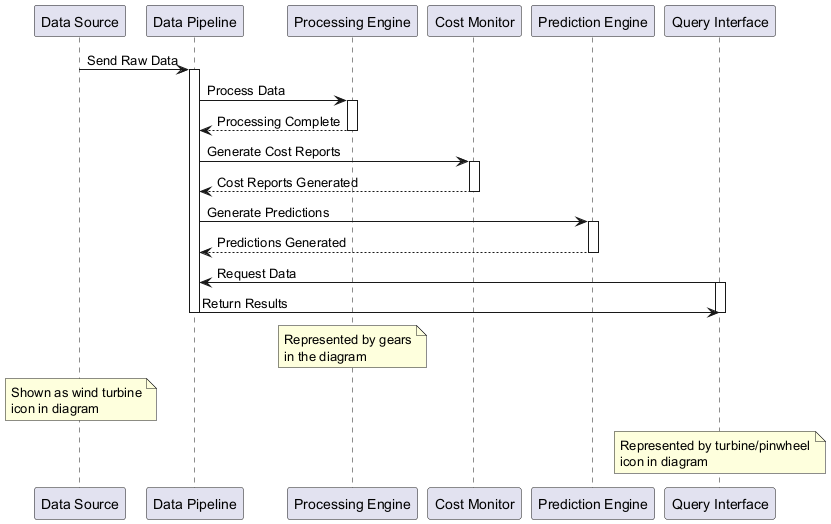 Data Source
Data Pipeline
Processing Engine
Cost Monitor
Prediction Engine
Query Interface
Send Raw Data
Process Data
Processing Complete
Generate Cost Reports
Cost Reports Generated
Generate Predictions
Predictions Generated
Request Data
Return Results
Represented by gears
in the diagram
Shown as wind turbine
icon in diagram
Represented by turbine/pinwheel
icon in diagram
Data Source
Data Pipeline
Processing Engine
Cost Monitor
Prediction Engine
Query Interface